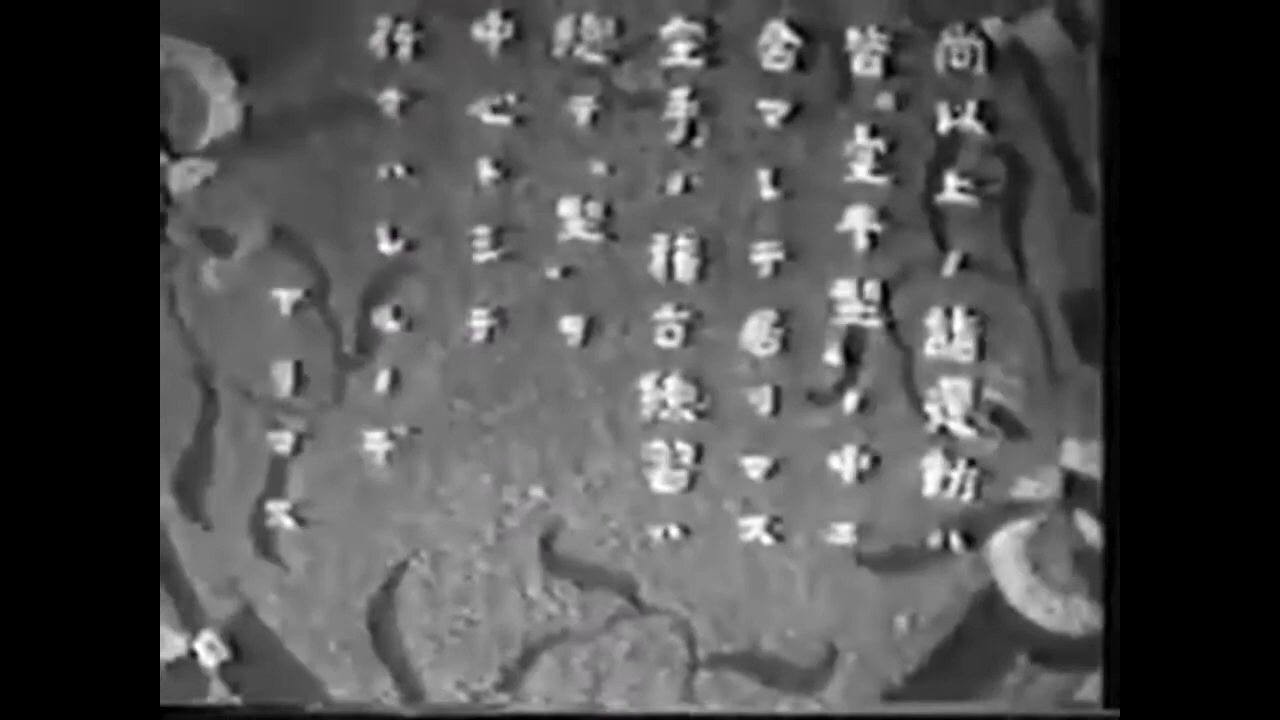 尚以上ノ諸運動ハ
皆空手型ノ中ニ
含マレテ居リマス
空手ノ稽古練習ハ
總テ、型ヲ
中心トシテ
行ナハレルノデ
アリマス